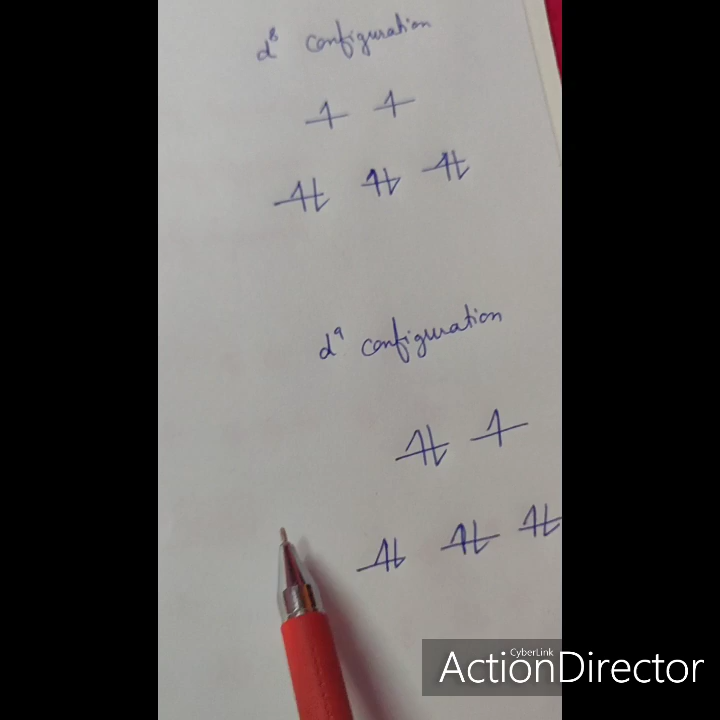 d⁸ configuration
↑ ↑
↑↓ ↑↓ ↑↓
d⁹ configuration
↑↓ ↑
↑↓ ↑↓ ↑↓
CyberLink
ActionDirector